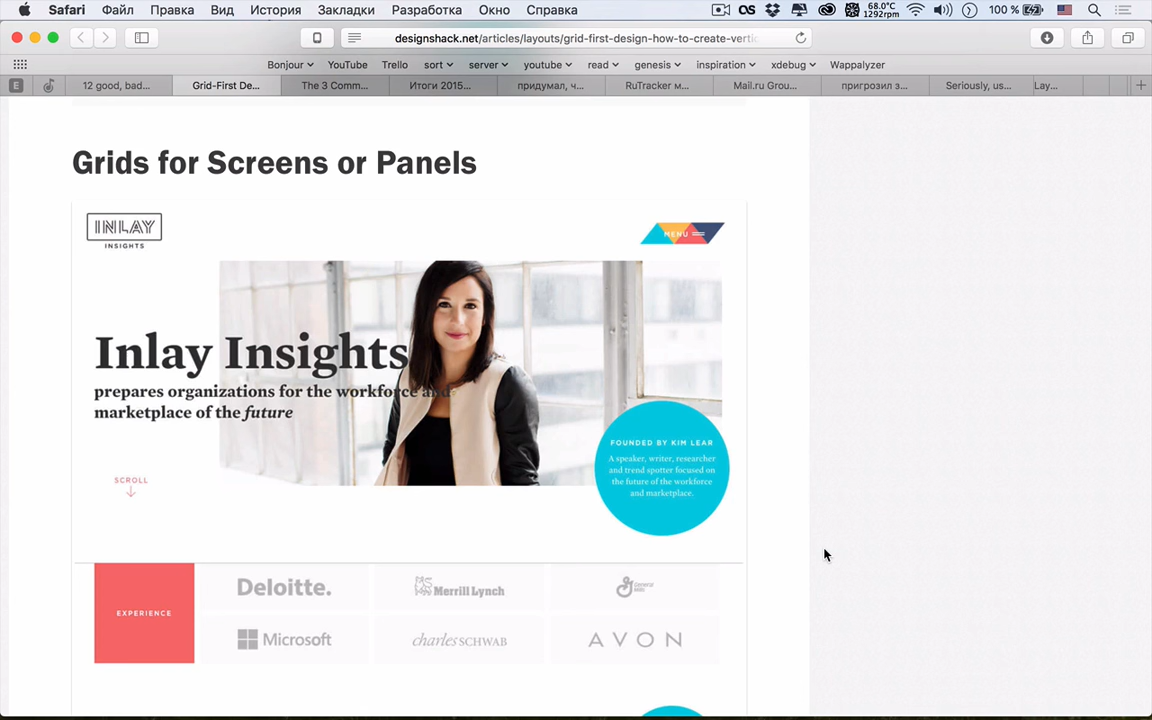 Safari Файл Правка Вид История Закладки Разработка Окно Справка 68.0°C 1292rpm 100 %
designshack.net/articles/layouts/grid-first-design-how-to-create-vertic
Bonjour YouTube Trello sort server youtube read genesis inspiration xdebug Wappalyzer
E 12 good, bad... Grid-First De... The 3 Comm... Итоги 2015... придумал, ч... RuTracker м... Mail.ru Grou... пригрозил з... Seriously, us... Lay...
Grids for Screens or Panels
INLAY
INSIGHTS
MENU
Inlay Insights
prepares organizations for the workforce and
marketplace of the future
FOUNDED BY KIM LEAR
A speaker, writer, researcher
and trend spotter focused on
the future of the workforce
and marketplace.
SCROLL
EXPERIENCE
Deloitte. Merrill Lynch General Mills
Microsoft charles SCHWAB AVON